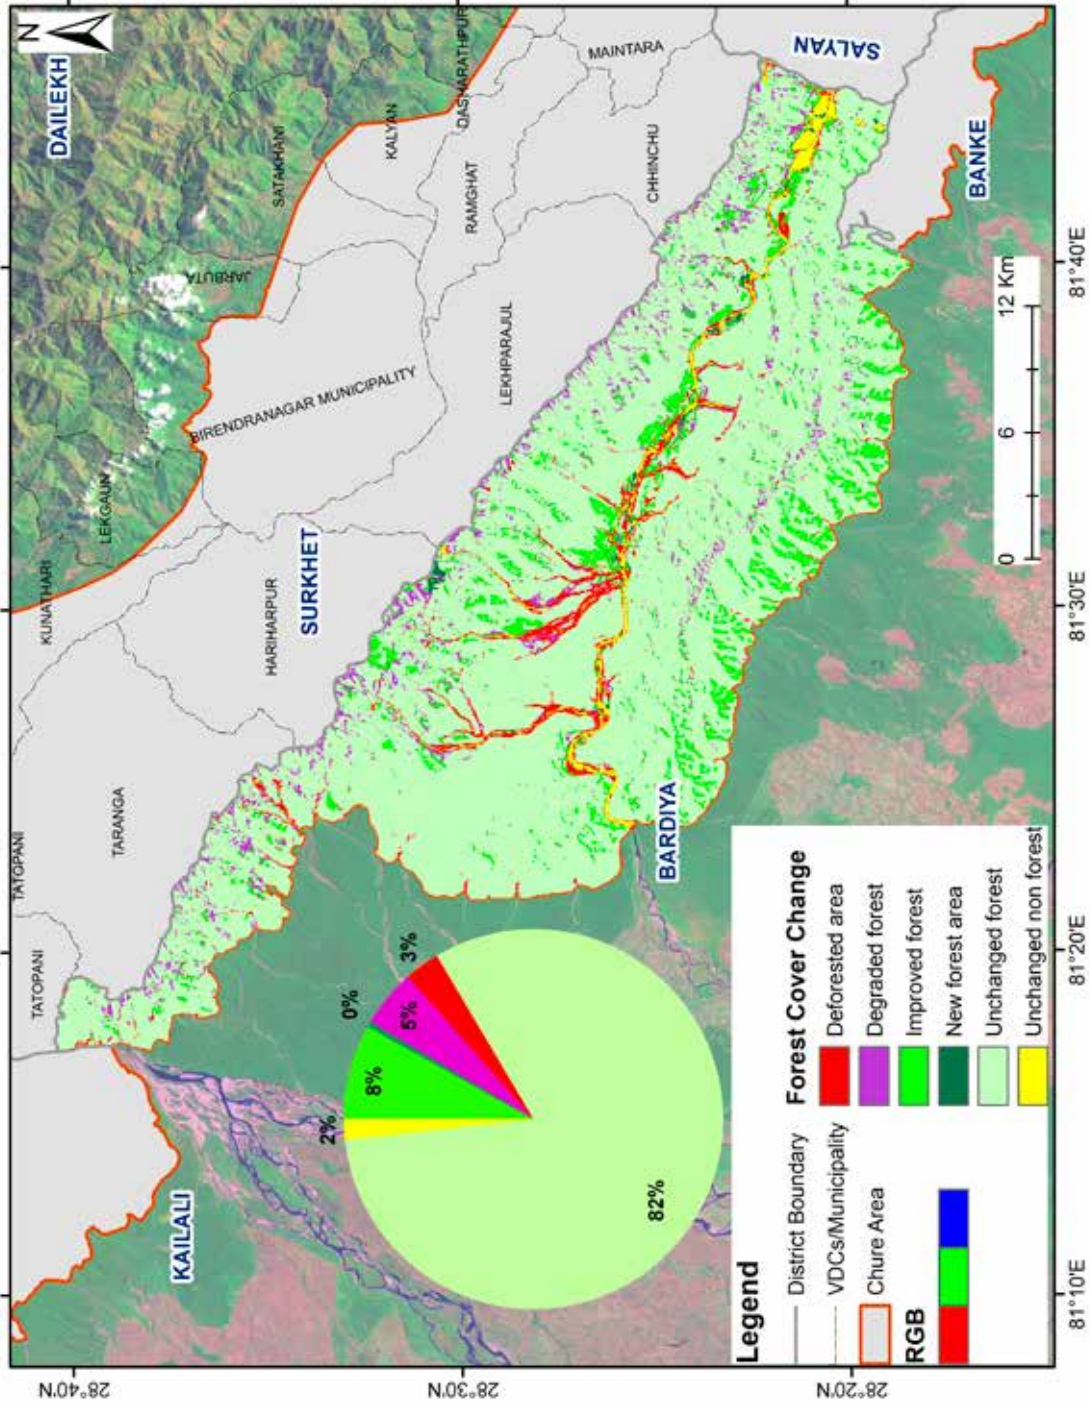 N
DAILEKH
KUNATHARI
LEKGAUN
JARBUTA
SATAKHANI
KALYAN
DASHARATHPUR
RAMGHAT
MAINTARA
SALYAN
CHHINCHU
BANKE
BIRENDRANAGAR MUNICIPALITY
LEKHPARAJUL
SURKHET
HARIHARPUR
TARANGA
TATOPANI
TATOPANI
BARDIYA
KAILALI
0%
3%
5%
8%
2%
82%
0 6 12 Km
Legend
District Boundary
VDCs/Municipality
Chure Area
RGB
Forest Cover Change
Deforested area
Degraded forest
Improved forest
New forest area
Unchanged forest
Unchanged non forest
28°40'N
28°30'N
28°20'N
81°10'E
81°20'E
81°30'E
81°40'E